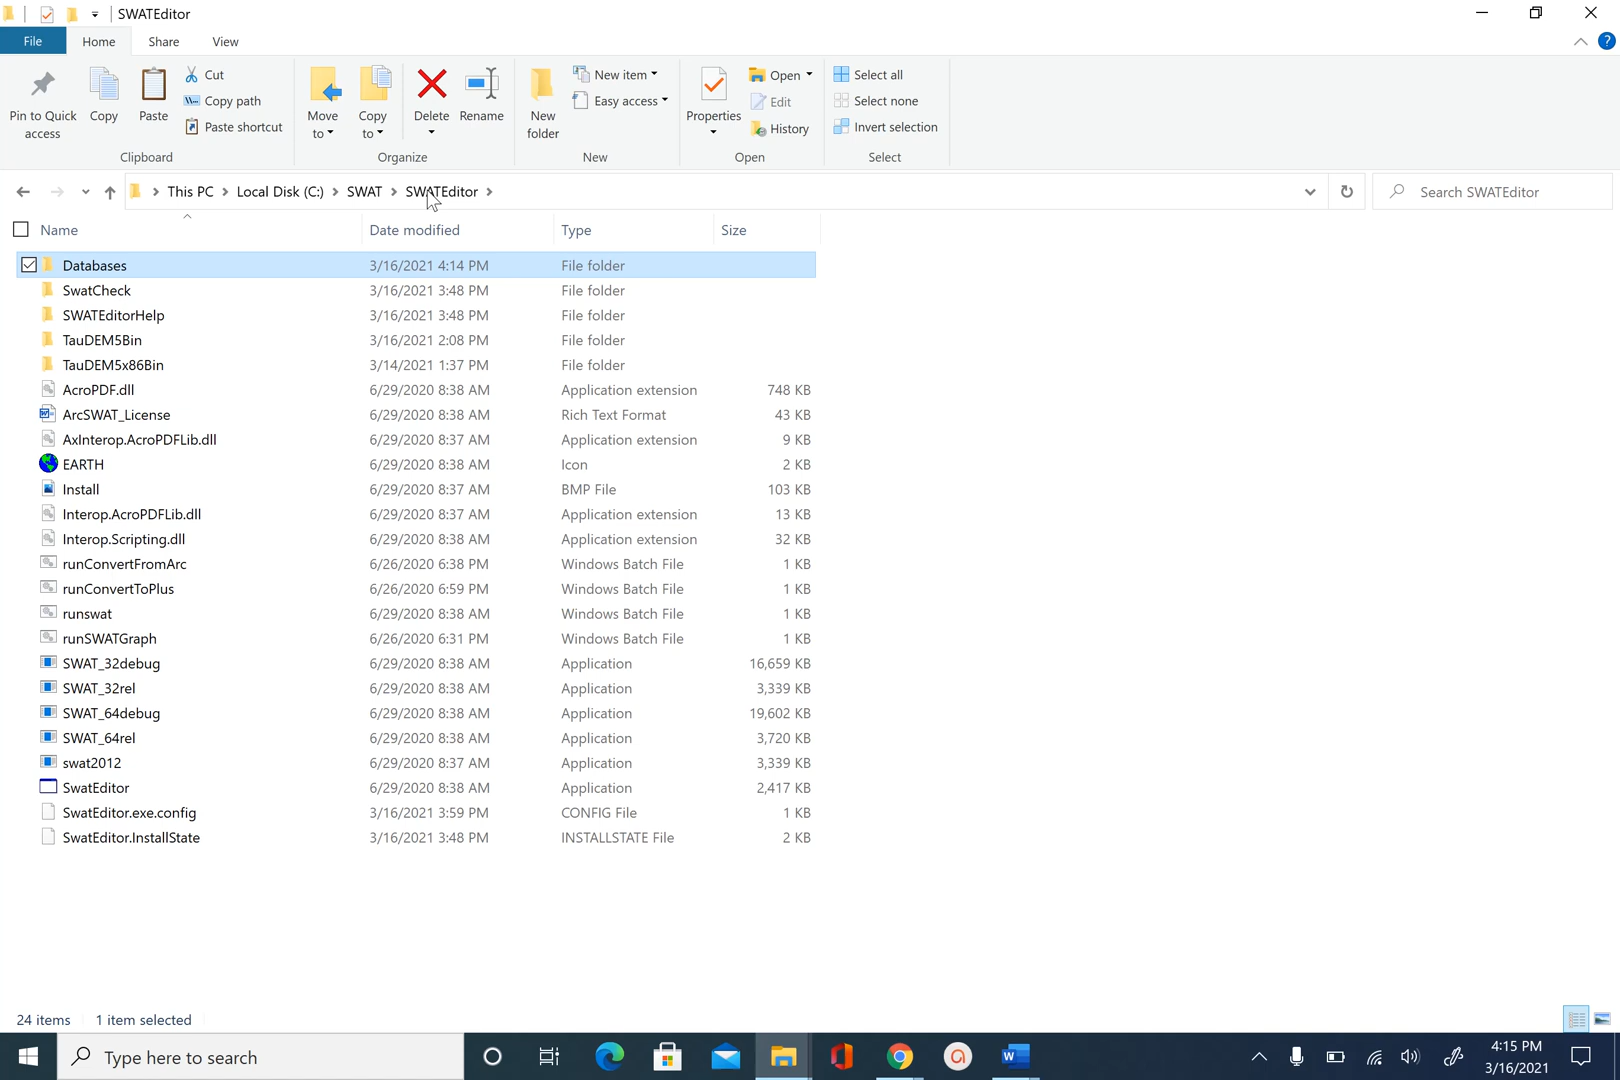 SWATEditor
File Home Share View
Pin to Quick access
Copy
Paste
Cut
Copy path
Paste shortcut
Clipboard
Move to
Copy to
Delete
Rename
Organize
New folder
New item
Easy access
New
Properties
Open
Edit
History
Open
Select all
Select none
Invert selection
Select
This PC Local Disk (C:) SWAT SWATEditor
Search SWATEditor
Name Date modified Type Size
Databases 3/16/2021 4:14 PM File folder
SwatCheck 3/16/2021 3:48 PM File folder
SWATEditorHelp 3/16/2021 3:48 PM File folder
TauDEM5Bin 3/16/2021 2:08 PM File folder
TauDEM5x86Bin 3/14/2021 1:37 PM File folder
AcroPDF.dll 6/29/2020 8:38 AM Application extension 748 KB
ArcSWAT_License 6/29/2020 8:38 AM Rich Text Format 43 KB
AxInterop.AcroPDFLib.dll 6/29/2020 8:37 AM Application extension 9 KB
EARTH 6/29/2020 8:38 AM Icon 2 KB
Install 6/29/2020 8:37 AM BMP File 103 KB
Interop.AcroPDFLib.dll 6/29/2020 8:37 AM Application extension 13 KB
Interop.Scripting.dll 6/29/2020 8:38 AM Application extension 32 KB
runConvertFromArc 6/26/2020 6:38 PM Windows Batch File 1 KB
runConvertToPlus 6/26/2020 6:59 PM Windows Batch File 1 KB
runswat 6/29/2020 8:38 AM Windows Batch File 1 KB
runSWATGraph 6/26/2020 6:31 PM Windows Batch File 1 KB
SWAT_32debug 6/29/2020 8:38 AM Application 16,659 KB
SWAT_32rel 6/29/2020 8:38 AM Application 3,339 KB
SWAT_64debug 6/29/2020 8:38 AM Application 19,602 KB
SWAT_64rel 6/29/2020 8:38 AM Application 3,720 KB
swat2012 6/29/2020 8:37 AM Application 3,339 KB
SwatEditor 6/29/2020 8:38 AM Application 2,417 KB
SwatEditor.exe.config 3/16/2021 3:59 PM CONFIG File 1 KB
SwatEditor.InstallState 3/16/2021 3:48 PM INSTALLSTATE File 2 KB
24 items 1 item selected
Type here to search
4:15 PM
3/16/2021